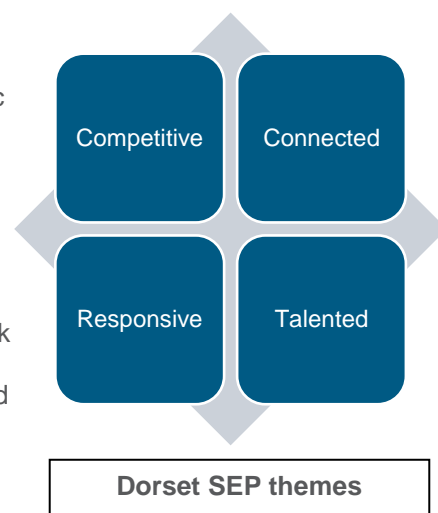 c
Competitive Connected
Responsive Talented
k
d
Dorset SEP themes